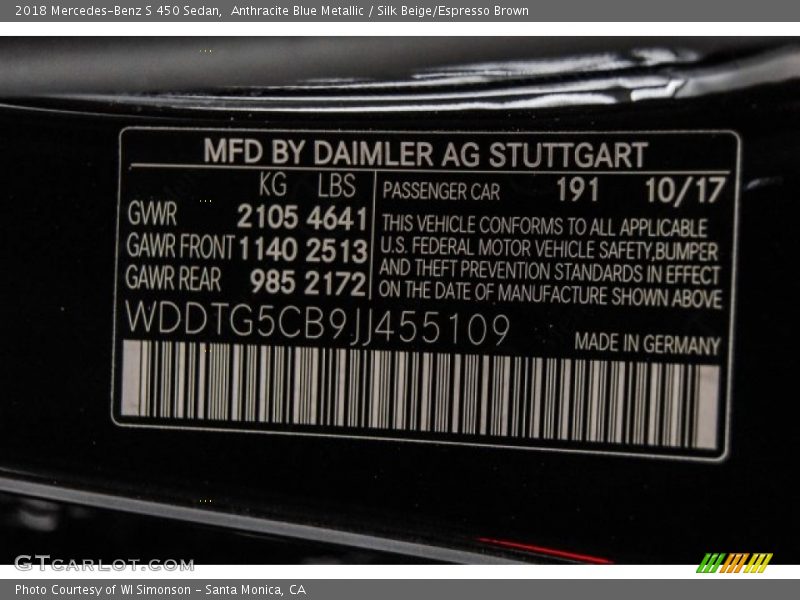 2018 Mercedes-Benz S 450 Sedan,  Anthracite Blue Metallic / Silk Beige/Espresso Brown
MFD BY DAIMLER AG STUTTGART
KG LBS
GVWR 2105 4641
GAWR FRONT 1140 2513
GAWR REAR 985 2172
PASSENGER CAR 191 10/17
THIS VEHICLE CONFORMS TO ALL APPLICABLE
U.S. FEDERAL MOTOR VEHICLE SAFETY,BUMPER
AND THEFT PREVENTION STANDARDS IN EFFECT
ON THE DATE OF MANUFACTURE SHOWN ABOVE
WDDTG5CB9JJ455109
MADE IN GERMANY
GTCARLOT.COM
Photo Courtesy of WI Simonson – Santa Monica, CA